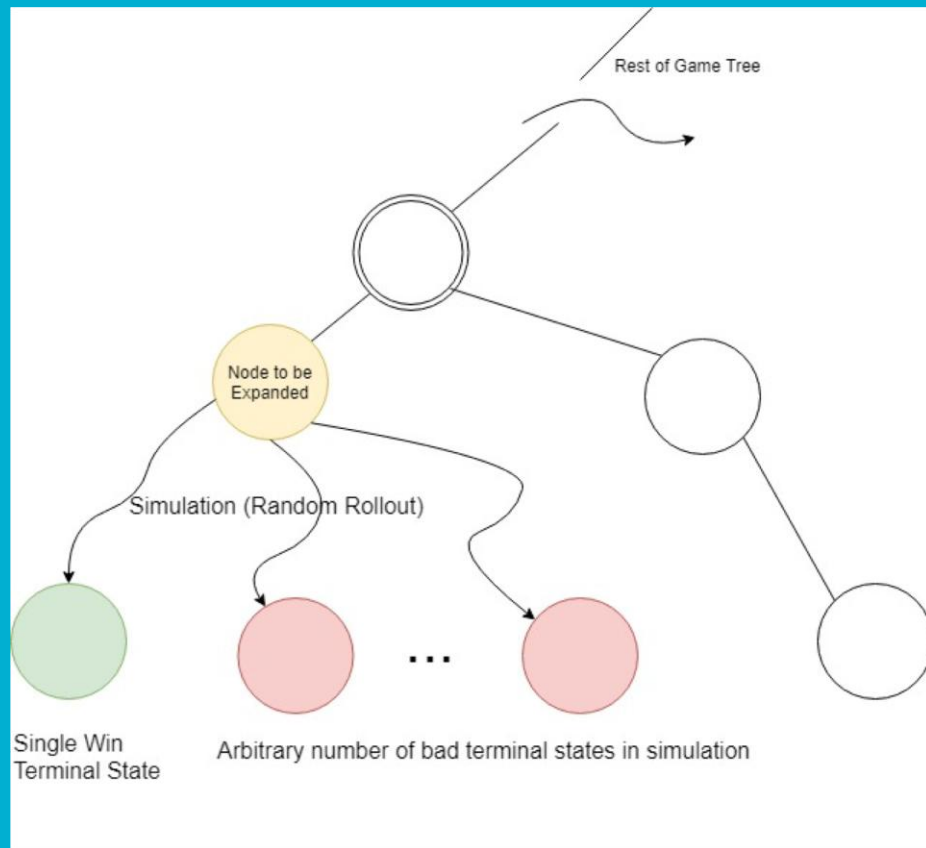 Rest of Game Tree
Node to be
Expanded
Simulation (Random Rollout)
...
Single Win
Terminal State
Arbitrary number of bad terminal states in simulation